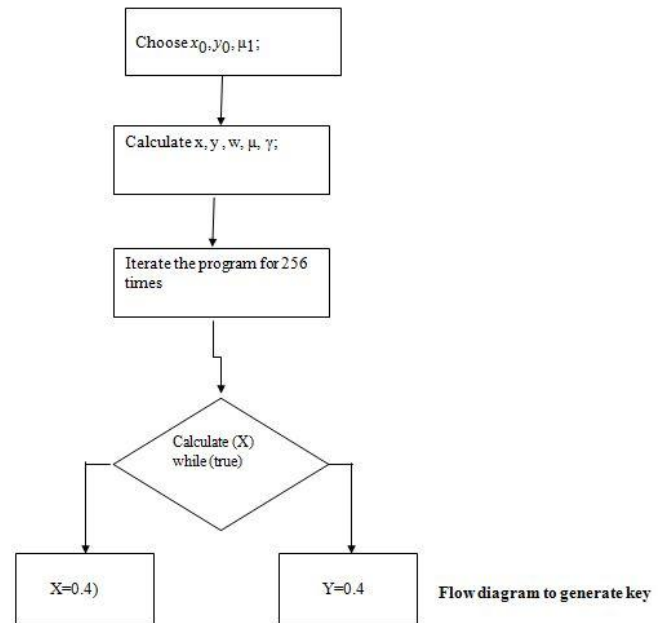 Choose x0,y0,μ1;
Calculate x, y , w, μ, γ;
Iterate the program for 256
times
Calculate (X)
while (true)
X=0.4)
Y=0.4
Flow diagram to generate key